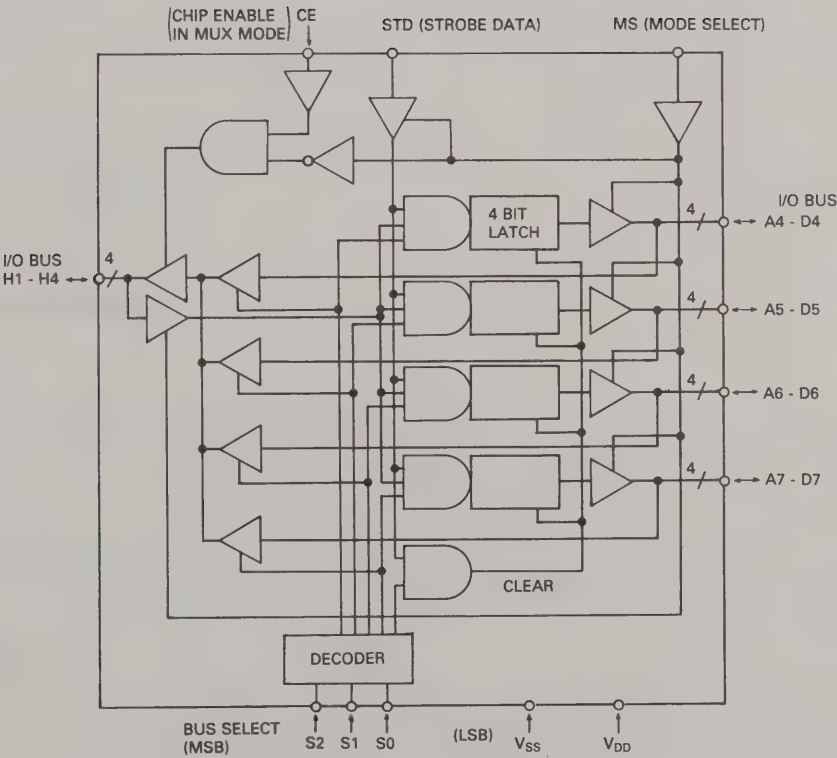 (CHIP ENABLE IN MUX MODE) CE
STD (STROBE DATA)
MS (MODE SELECT)
4 BIT LATCH
4
I/O BUS
A4 - D4
I/O BUS
H1 - H4
4
4
A5 - D5
4
A6 - D6
4
A7 - D7
CLEAR
DECODER
BUS SELECT
(MSB)
S2 S1 S0
(LSB)
VSS
VDD